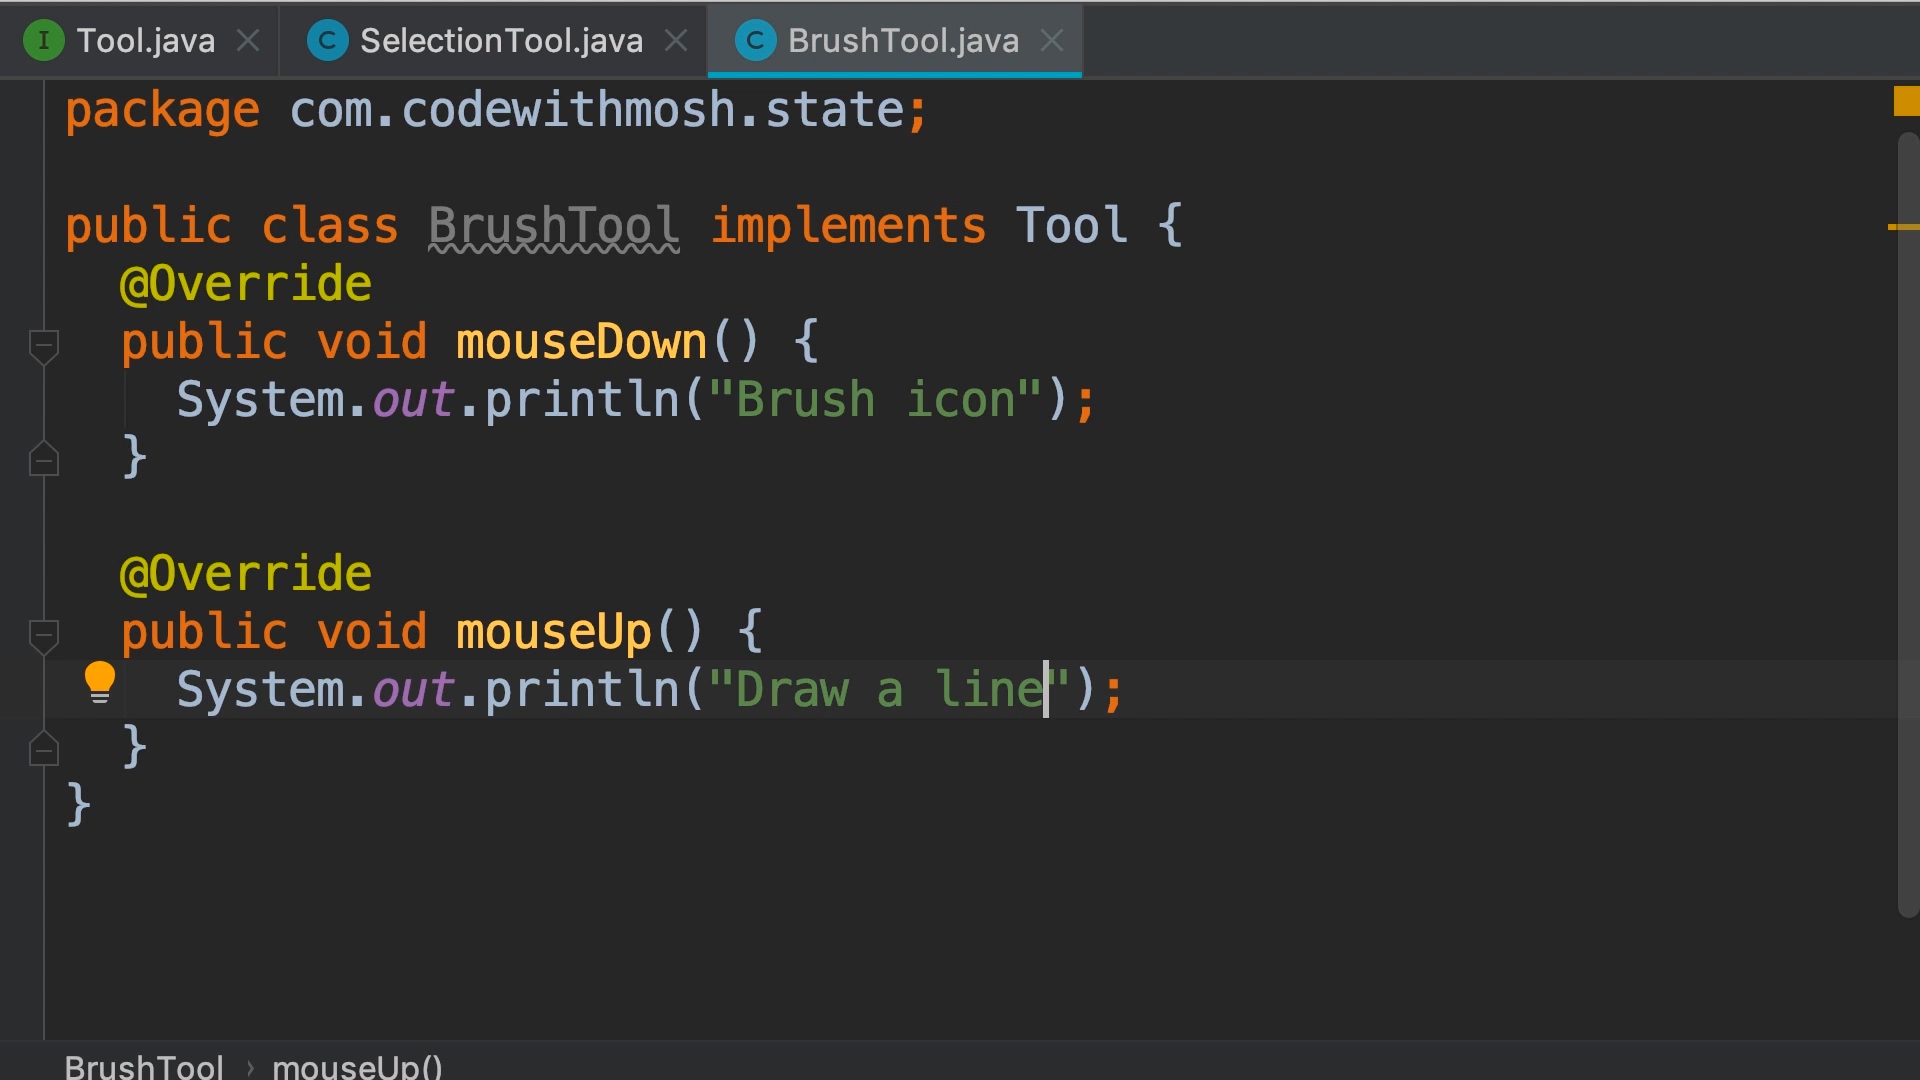 I Tool.java C SelectionTool.java C BrushTool.java
package com.codewithmosh.state;
public class BrushTool implements Tool {
@Override
public void mouseDown() {
System.out.println("Brush icon");
}
@Override
public void mouseUp() {
System.out.println("Draw a line");
}
}
BrushTool › mouseUp()